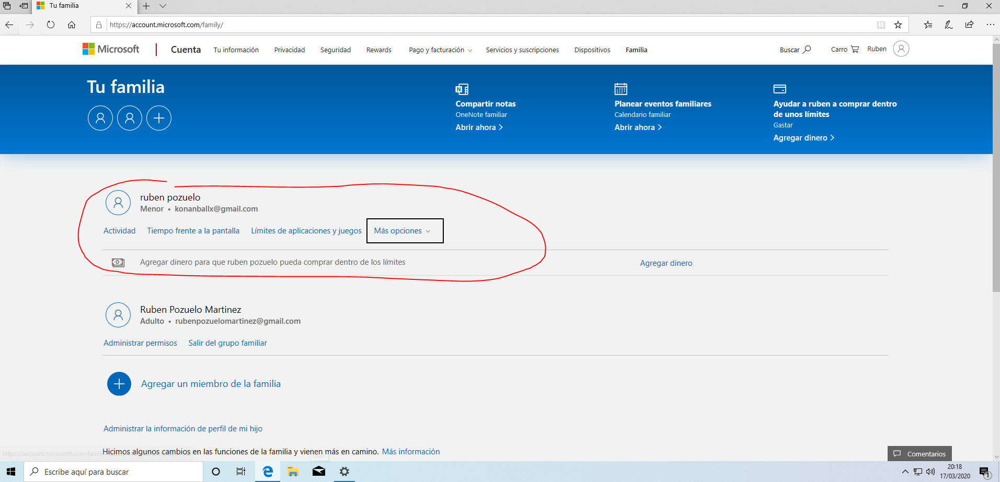 Tu familia
https://account.microsoft.com/family/
Microsoft
Cuenta
Tu información
Privacidad
Seguridad
Rewards
Pago y facturación
Servicios y suscripciones
Dispositivos
Familia
Buscar
Carro
Ruben
Tu familia
Compartir notas
OneNote familiar
Abrir ahora
Planear eventos familiares
Calendario familiar
Abrir ahora
Ayudar a ruben a comprar dentro
de unos límites
Gastar
Agregar dinero
ruben pozuelo
Menor • konanballx@gmail.com
Actividad
Tiempo frente a la pantalla
Límites de aplicaciones y juegos
Más opciones
Agregar dinero para que ruben pozuelo pueda comprar dentro de los límites
Agregar dinero
Ruben Pozuelo Martinez
Adulto • rubenpozuelomartinez@gmail.com
Administrar permisos
Salir del grupo familiar
Agregar un miembro de la familia
Administrar la información de perfil de mi hijo
Hicimos algunos cambios en las funciones de la familia y vienen más en camino. Más información
Comentarios
Escribe aquí para buscar
20:18
17/03/2020
1